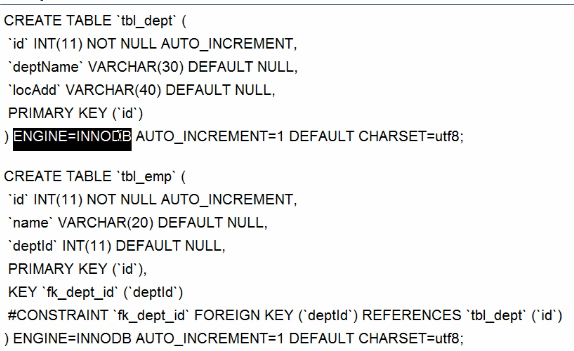 CREATE TABLE `tbl_dept` (
`id` INT(11) NOT NULL AUTO_INCREMENT,
`deptName` VARCHAR(30) DEFAULT NULL,
`locAdd` VARCHAR(40) DEFAULT NULL,
PRIMARY KEY (`id`)
) ENGINE=INNODB AUTO_INCREMENT=1 DEFAULT CHARSET=utf8;
CREATE TABLE `tbl_emp` (
`id` INT(11) NOT NULL AUTO_INCREMENT,
`name` VARCHAR(20) DEFAULT NULL,
`deptId` INT(11) DEFAULT NULL,
PRIMARY KEY (`id`),
KEY `fk_dept_id` (`deptId`)
#CONSTRAINT `fk_dept_id` FOREIGN KEY (`deptId`) REFERENCES `tbl_dept` (`id`)
) ENGINE=INNODB AUTO_INCREMENT=1 DEFAULT CHARSET=utf8;